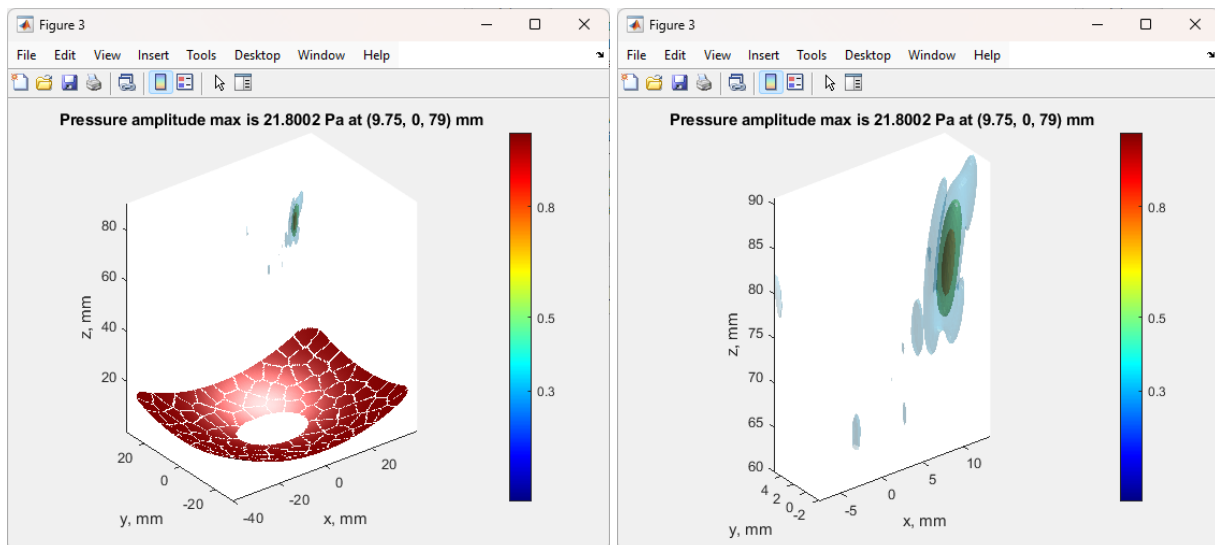 Figure 3
File Edit View Insert Tools Desktop Window Help
Pressure amplitude max is 21.8002 Pa at (9.75, 0, 79) mm
80
60
40
20
z, mm
20
0
-20
y, mm
-40
-20
0
20
x, mm
0.8
0.5
0.3
Figure 3
File Edit View Insert Tools Desktop Window Help
Pressure amplitude max is 21.8002 Pa at (9.75, 0, 79) mm
90
85
80
75
70
65
60
z, mm
4
2
0
-2
y, mm
-5
0
5
10
x, mm
0.8
0.5
0.3